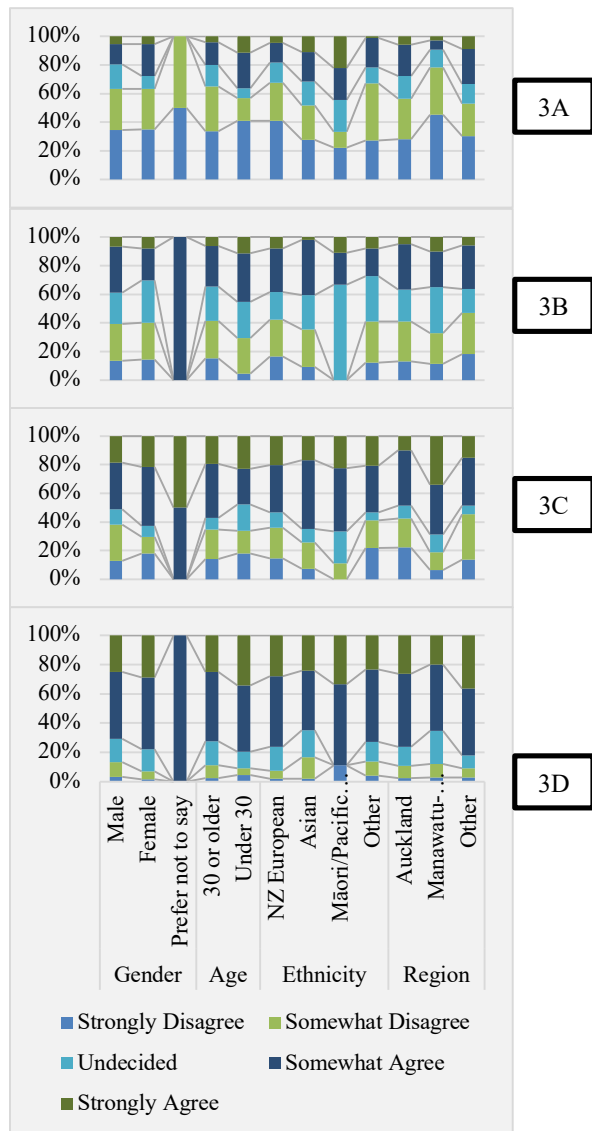 100%
80%
60%
40%
20%
0%
3A
100%
80%
60%
40%
20%
0%
3B
100%
80%
60%
40%
20%
0%
3C
100%
80%
60%
40%
20%
0%
3D
Male
Female
Prefer not to say
30 or older
Under 30
NZ European
Asian
Māori/Pacific…
Other
Auckland
Manawatu-…
Other
Gender
Age
Ethnicity
Region
Strongly Disagree
Somewhat Disagree
Undecided
Somewhat Agree
Strongly Agree